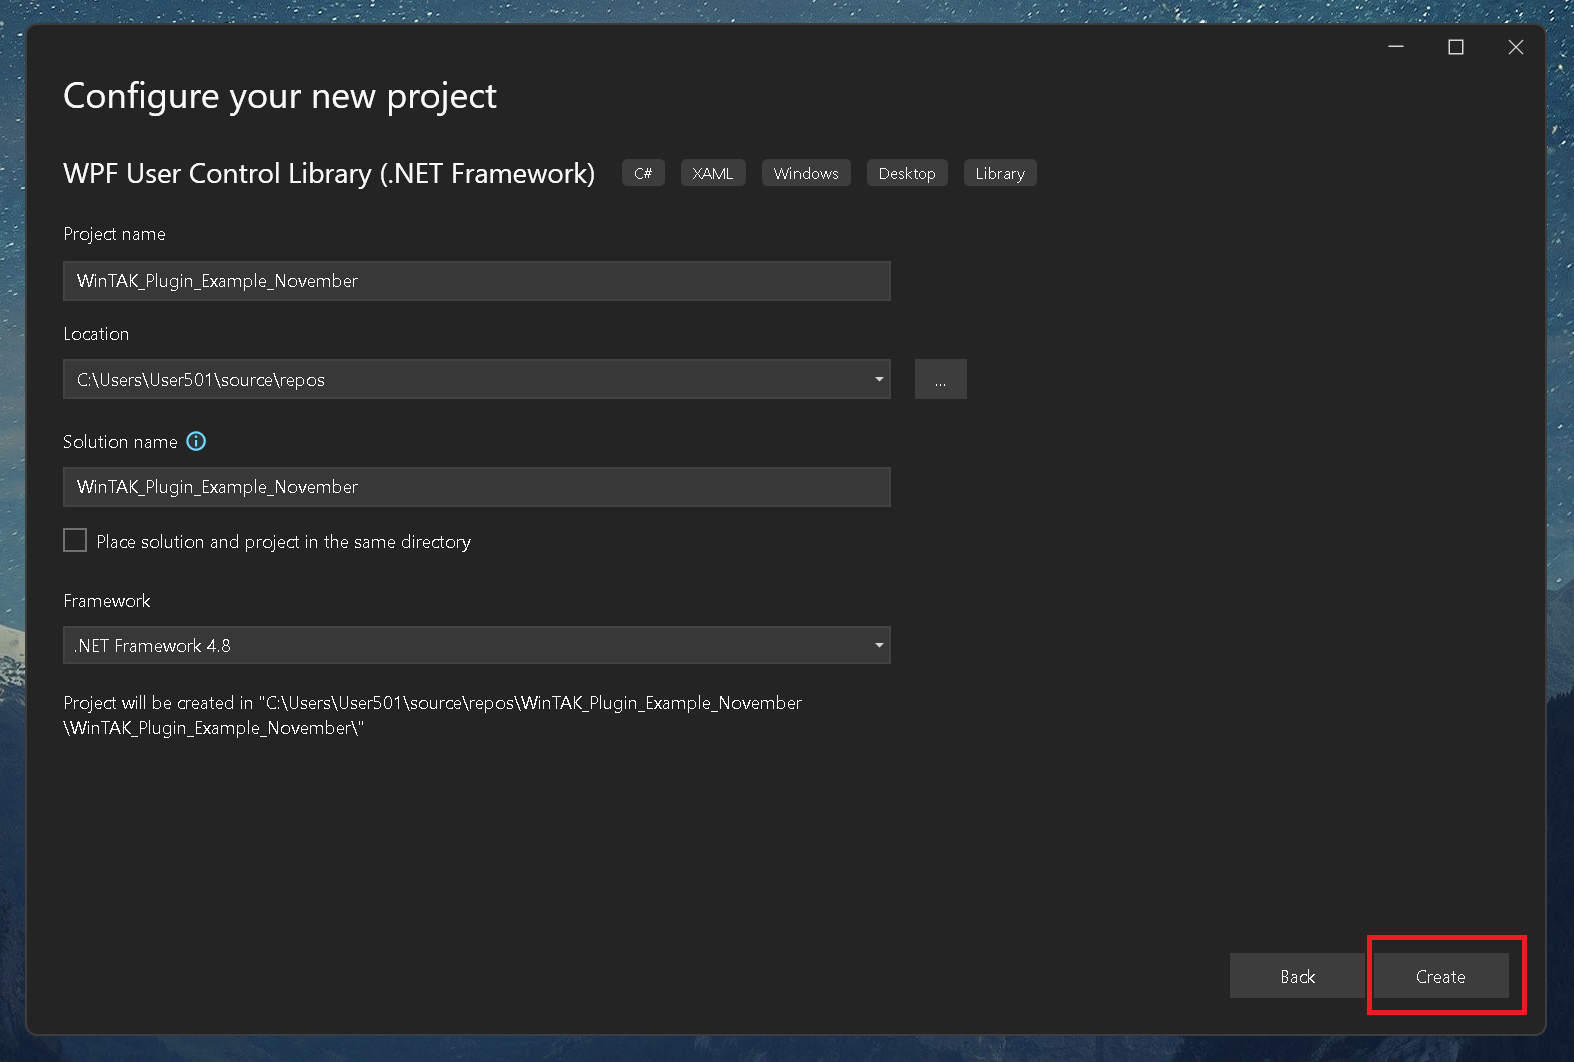 Configure your new project
WPF User Control Library (.NET Framework) C# XAML Windows Desktop Library
Project name
WinTAK_Plugin_Example_November
Location
C:\Users\User501\source\repos
...
Solution name
WinTAK_Plugin_Example_November
Place solution and project in the same directory
Framework
.NET Framework 4.8
Project will be created in "C:\Users\User501\source\repos\WinTAK_Plugin_Example_November
\WinTAK_Plugin_Example_November\"
Back Create